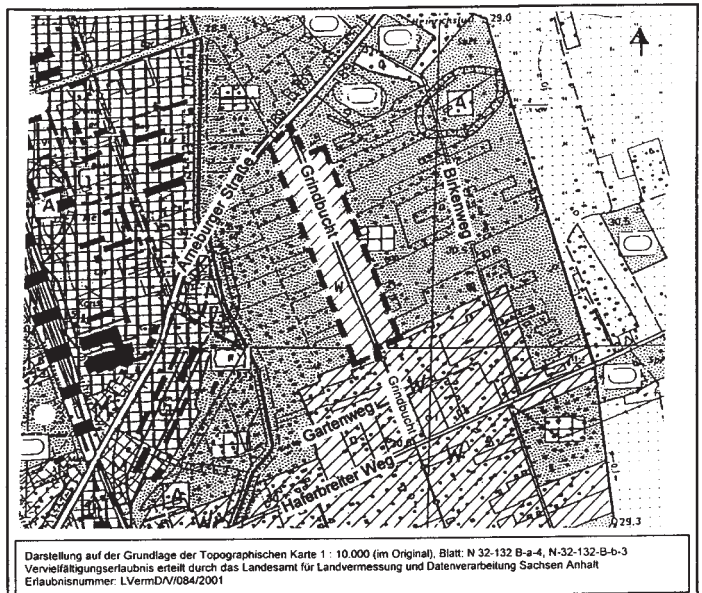 29.0
A
Arneburger Straße
Grindbucht
Birkenweg
A
W
30.5
G
Grindbucht
W
Gartenweg
W
Hafarbreiter Weg
A
29.3
Darstellung auf der Grundlage der Topographischen Karte 1 : 10.000 (im Original), Blatt: N 32-132 B-a-4, N-32-132-B-b-3
Vervielfältigungserlaubnis erteilt durch das Landesamt für Landvermessung und Datenverarbeitung Sachsen Anhalt
Erlaubnisnummer: LVermD/V/084/2001